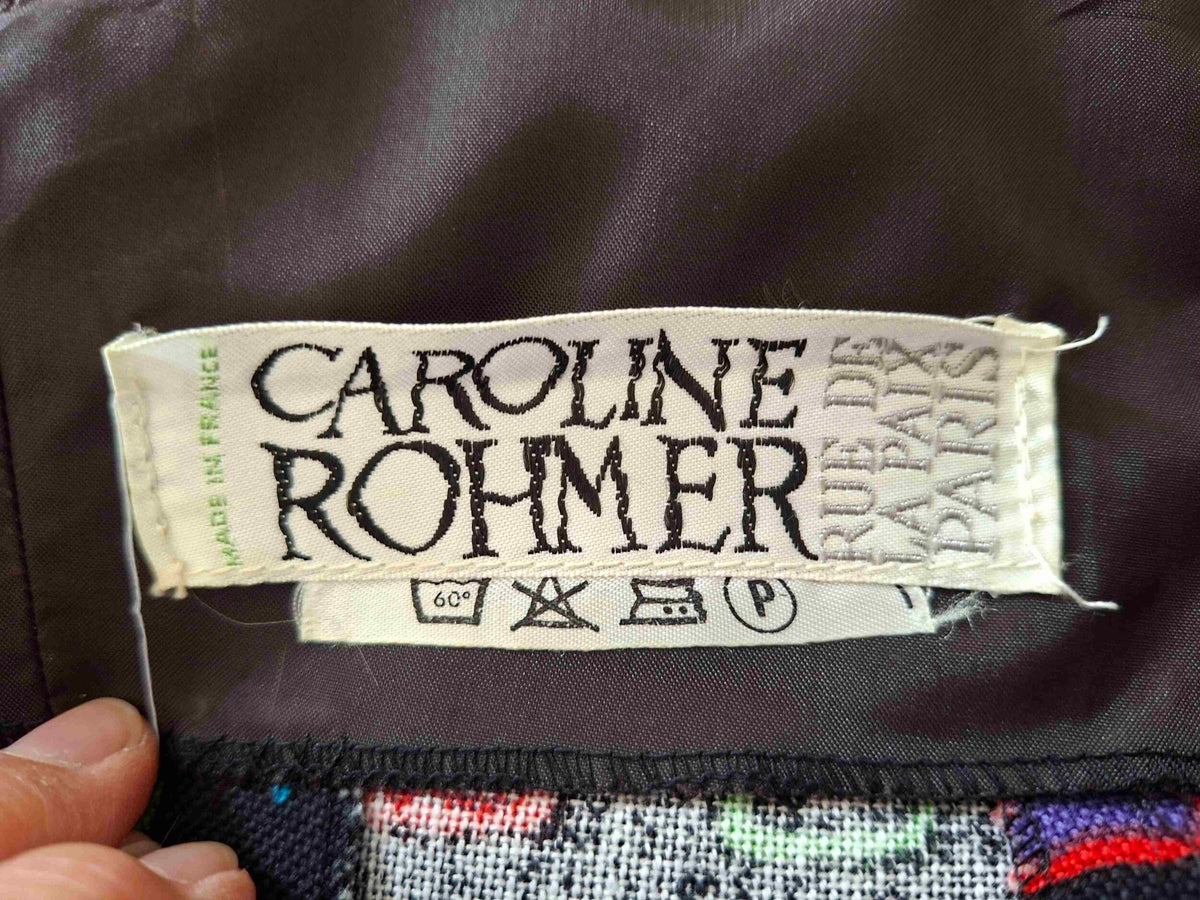 MADE IN FRANCE
CAROLINE
ROHMER
RUE DE
LA PAIX
PARIS
60°
P